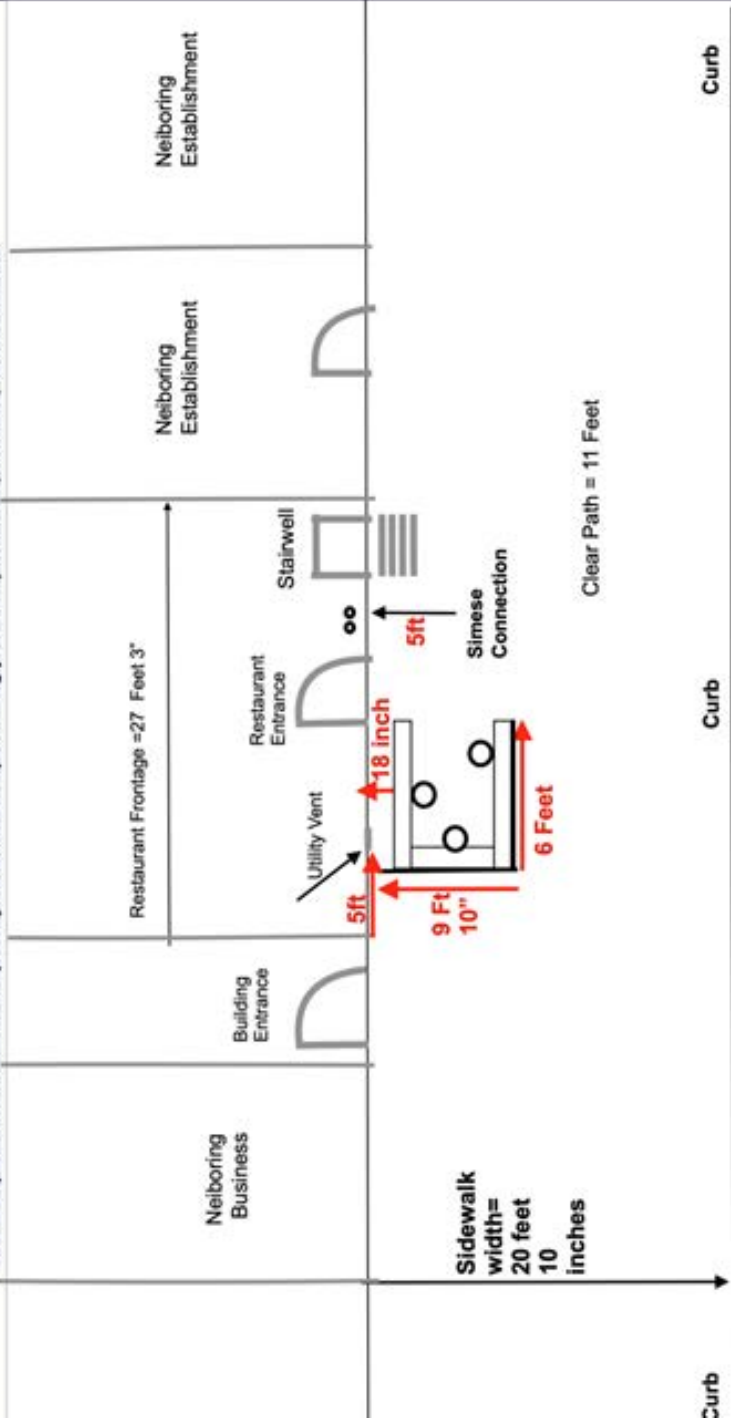 Restaurant Frontage =27 Feet 3"
Neiboring
Establishment
Neiboring
Establishment
Neiboring
Business
Building
Entrance
Restaurant
Entrance
Stairwell
Utility Vent
5ft
18 inch
5ft
9 Ft
10"
Simese
Connection
6 Feet
Sidewalk
width=
20 feet
10
inches
Clear Path = 11 Feet
Curb
Curb
Curb